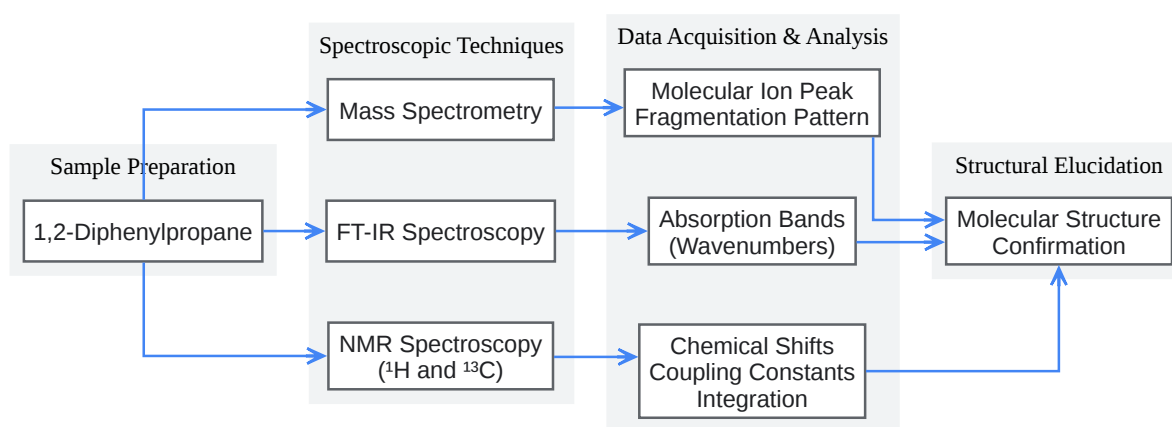 Sample Preparation
1,2-Diphenylpropane
Spectroscopic Techniques
Mass Spectrometry
FT-IR Spectroscopy
NMR Spectroscopy
(¹H and ¹³C)
Data Acquisition & Analysis
Molecular Ion Peak
Fragmentation Pattern
Absorption Bands
(Wavenumbers)
Chemical Shifts
Coupling Constants
Integration
Structural Elucidation
Molecular Structure
Confirmation